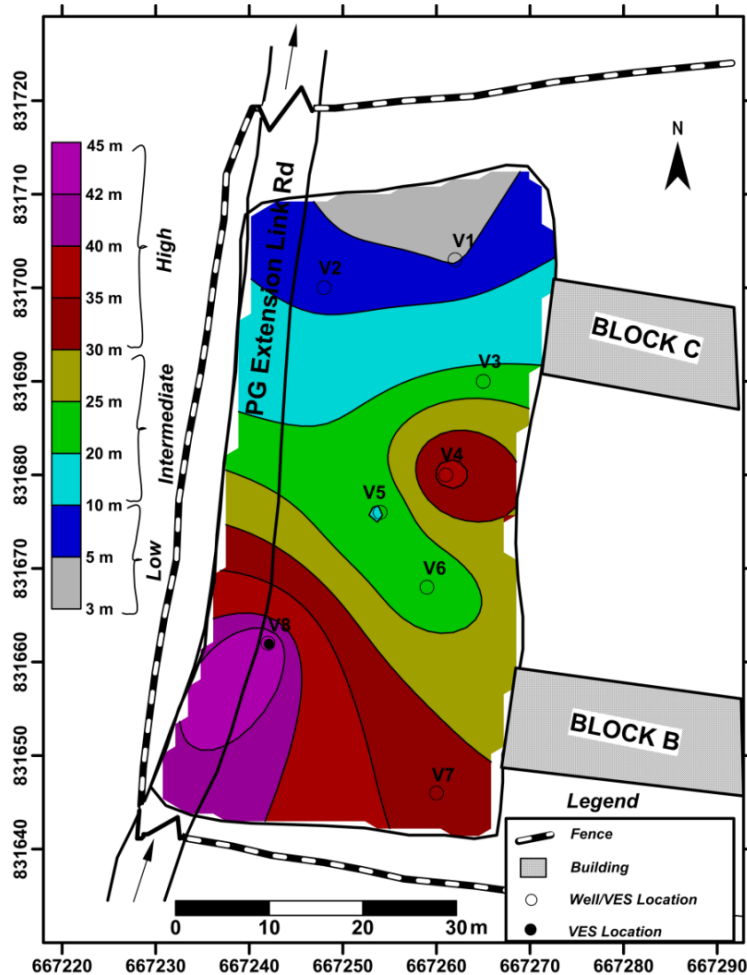 831720
831710
831700
831690
831680
831670
831660
831650
831640
45 m
42 m
40 m
35 m
30 m
25 m
20 m
10 m
5 m
3 m
High
Intermediate
Low
PG Extension Link Rd
N
V1
V2
V3
V4
V5
V6
V8
V7
BLOCK C
BLOCK B
Legend
Fence
Building
Well/VES Location
VES Location
0 10 20 30 m
667220 667230 667240 667250 667260 667270 667280 667290